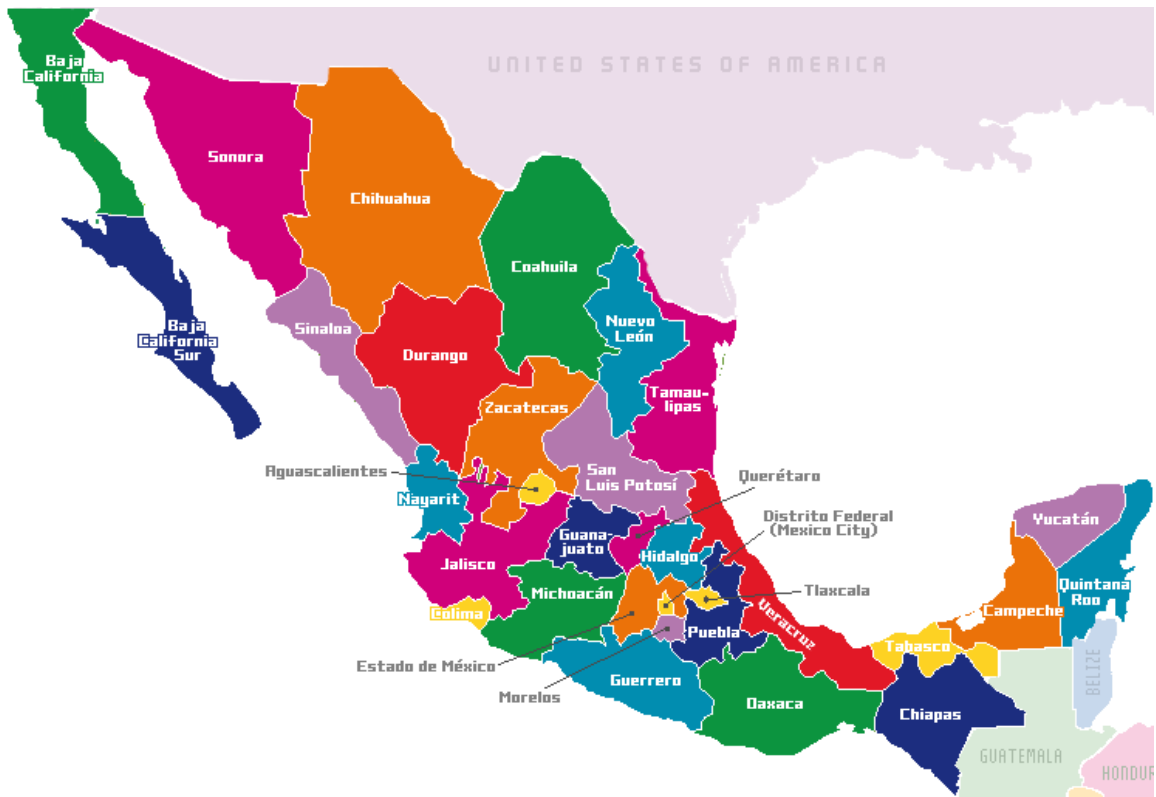 UNITED STATES OF AMERICA
Baja
California
Sonora
Chihuahua
Coahuila
Baja
California
Sur
Sinaloa
Nuevo
León
Durango
Tamau-
lipas
Zacatecas
Aguascalientes
San
Luis Potosí
Querétaro
Nayarit
Distrito Federal
(Mexico City)
Yucatán
Guana-
juato
Hidalgo
Jalisco
Quintana
Roo
Michoacán
Tlaxcala
Colima
Campeche
Puebla
Veracruz
Tabasco
Estado de México
BELIZE
Guerrero
Morelos
Oaxaca
Chiapas
GUATEMALA
HONDUR